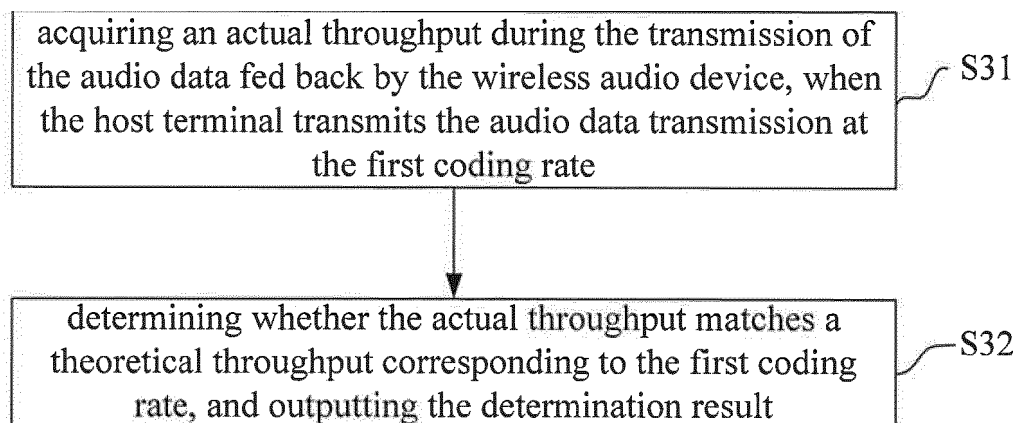 acquiring an actual throughput during the transmission of
the audio data fed back by the wireless audio device, when
the host terminal transmits the audio data transmission at
the first coding rate
S31
determining whether the actual throughput matches a
theoretical throughput corresponding to the first coding
rate, and outputting the determination result
S32